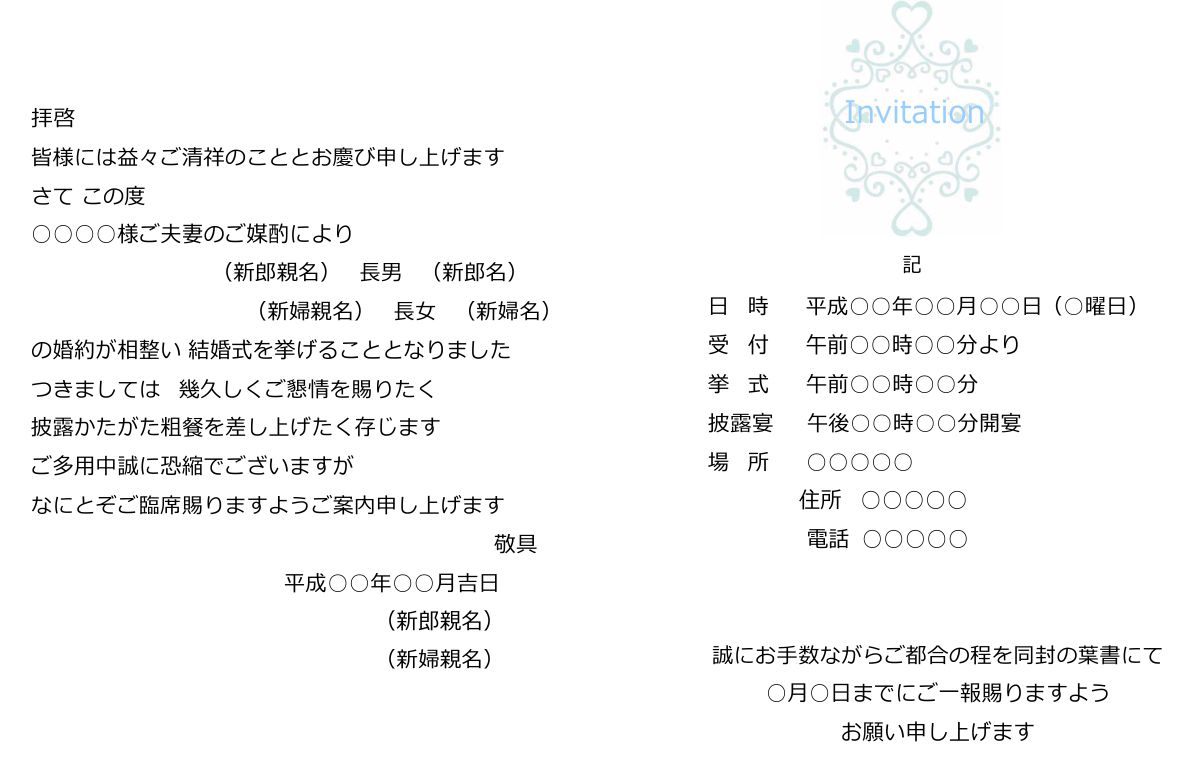 拝啓
皆様には益々ご清祥のこととお慶び申し上げます
さて この度
○○○○様ご夫妻のご媒酌により
（新郎親名） 長男 （新郎名）
（新婦親名） 長女 （新婦名）
の婚約が相整い 結婚式を挙げることとなりました
つきましては 幾久しくご懇情を賜りたく
披露かたがた粗餐を差し上げたく存じます
ご多用中誠に恐縮でございますが
なにとぞご臨席賜りますようご案内申し上げます
敬具
平成○○年○○月吉日
（新郎親名）
（新婦親名）
Invitation
記
日 時 平成○○年○○月○○日（○曜日）
受 付 午前○○時○○分より
挙 式 午前○○時○○分
披露宴 午後○○時○○分開宴
場 所 ○○○○○
住所 ○○○○○
電話 ○○○○○
誠にお手数ながらご都合の程を同封の葉書にて
○月○日までにご一報賜りますよう
お願い申し上げます